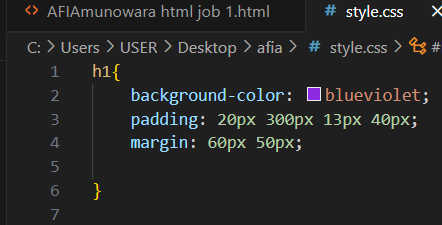 <> AFIAmunowara html job 1.html # style.css
C: > Users > USER > Desktop > afia > # style.css >
1 h1{
2 background-color: blueviolet;
3 padding: 20px 300px 13px 40px;
4 margin: 60px 50px;
5
6 }
7